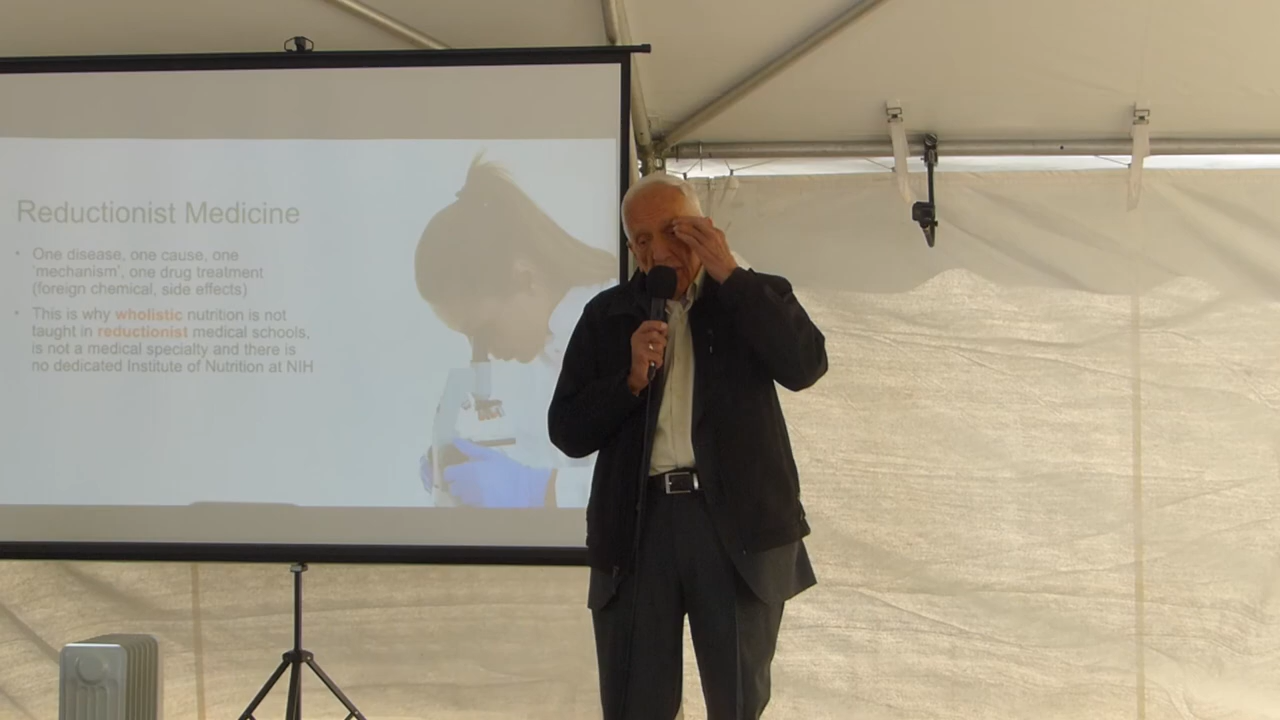 Reductionist Medicine
• One disease, one cause, one
'mechanism', one drug treatment
(foreign chemical, side effects)
• This is why wholistic nutrition is not
taught in reductionist medical schools,
is not a medical specialty and there is
no dedicated Institute of Nutrition at NIH